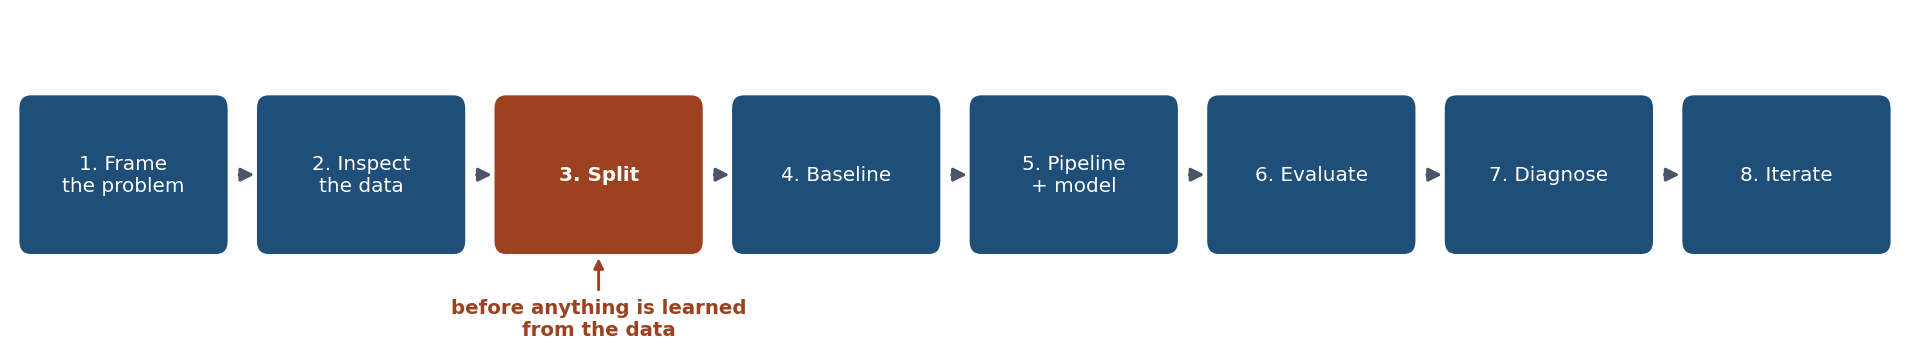 1. Frame
the problem
2. Inspect
the data
3. Split
4. Baseline
5. Pipeline
+ model
6. Evaluate
7. Diagnose
8. Iterate
before anything is learned
from the data